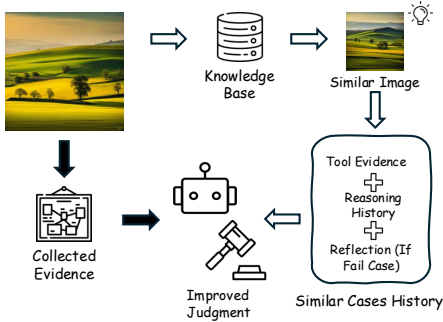 Knowledge
Base
Similar Image
Tool Evidence
Reasoning
History
Reflection (If
Fail Case)
Similar Cases History
Collected
Evidence
Improved
Judgment